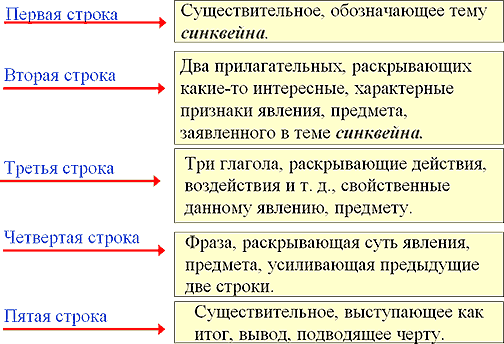 Первая строка
Существительное, обозначающее тему
синквейна.
Вторая строка
Два прилагательных, раскрывающих
какие-то интересные, характерные
признаки явления, предмета,
заявленного в теме синквейна.
Третья строка
Три глагола, раскрывающие действия,
воздействия и т. д., свойственные
данному явлению, предмету.
Четвертая строка
Фраза, раскрывающая суть явления,
предмета, усиливающая предыдущие
две строки.
Пятая строка
Существительное, выступающее как
итог, вывод, подводящее черту.